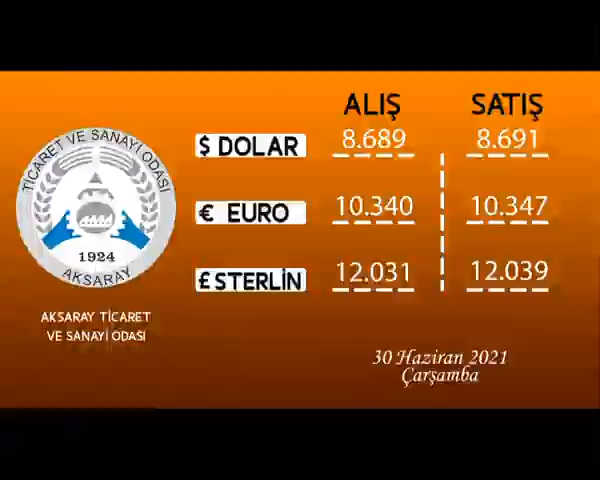 ALIŞ SATIŞ
$ DOLAR 8.689 8.691
€ EURO 10.340 10.347
£ STERLİN 12.031 12.039
TİCARET VE SANAYİ ODASI
1924
AKSARAY
AKSARAY TİCARET
VE SANAYİ ODASI
30 Haziran 2021
Çarşamba